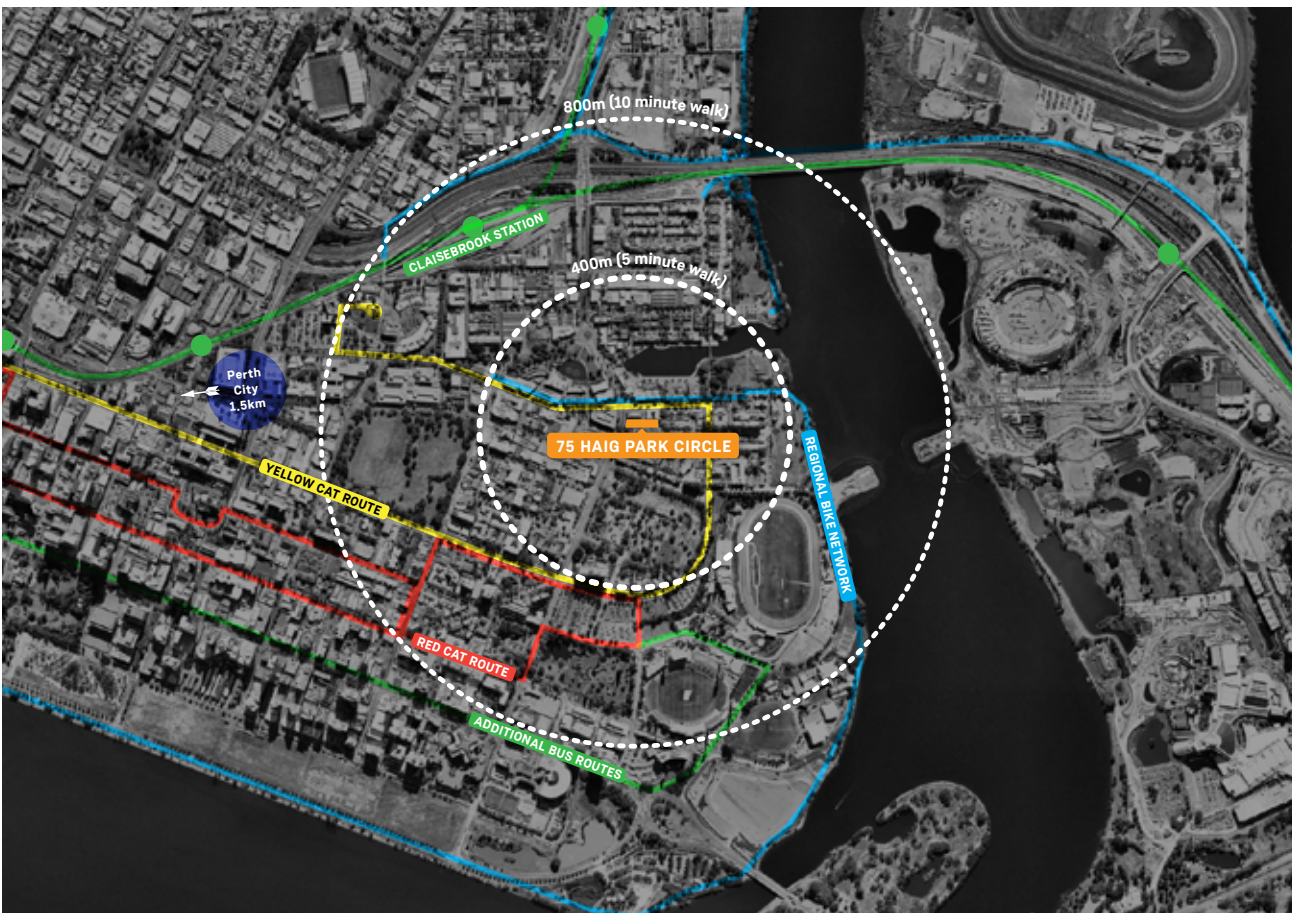 800m (10 minute walk)
CLAISEBROOK STATION
400m (5 minute walk)
Perth
City
1.5km
75 HAIG PARK CIRCLE
YELLOW CAT ROUTE
REGIONAL BIKE NETWORK
RED CAT ROUTE
ADDITIONAL BUS ROUTES